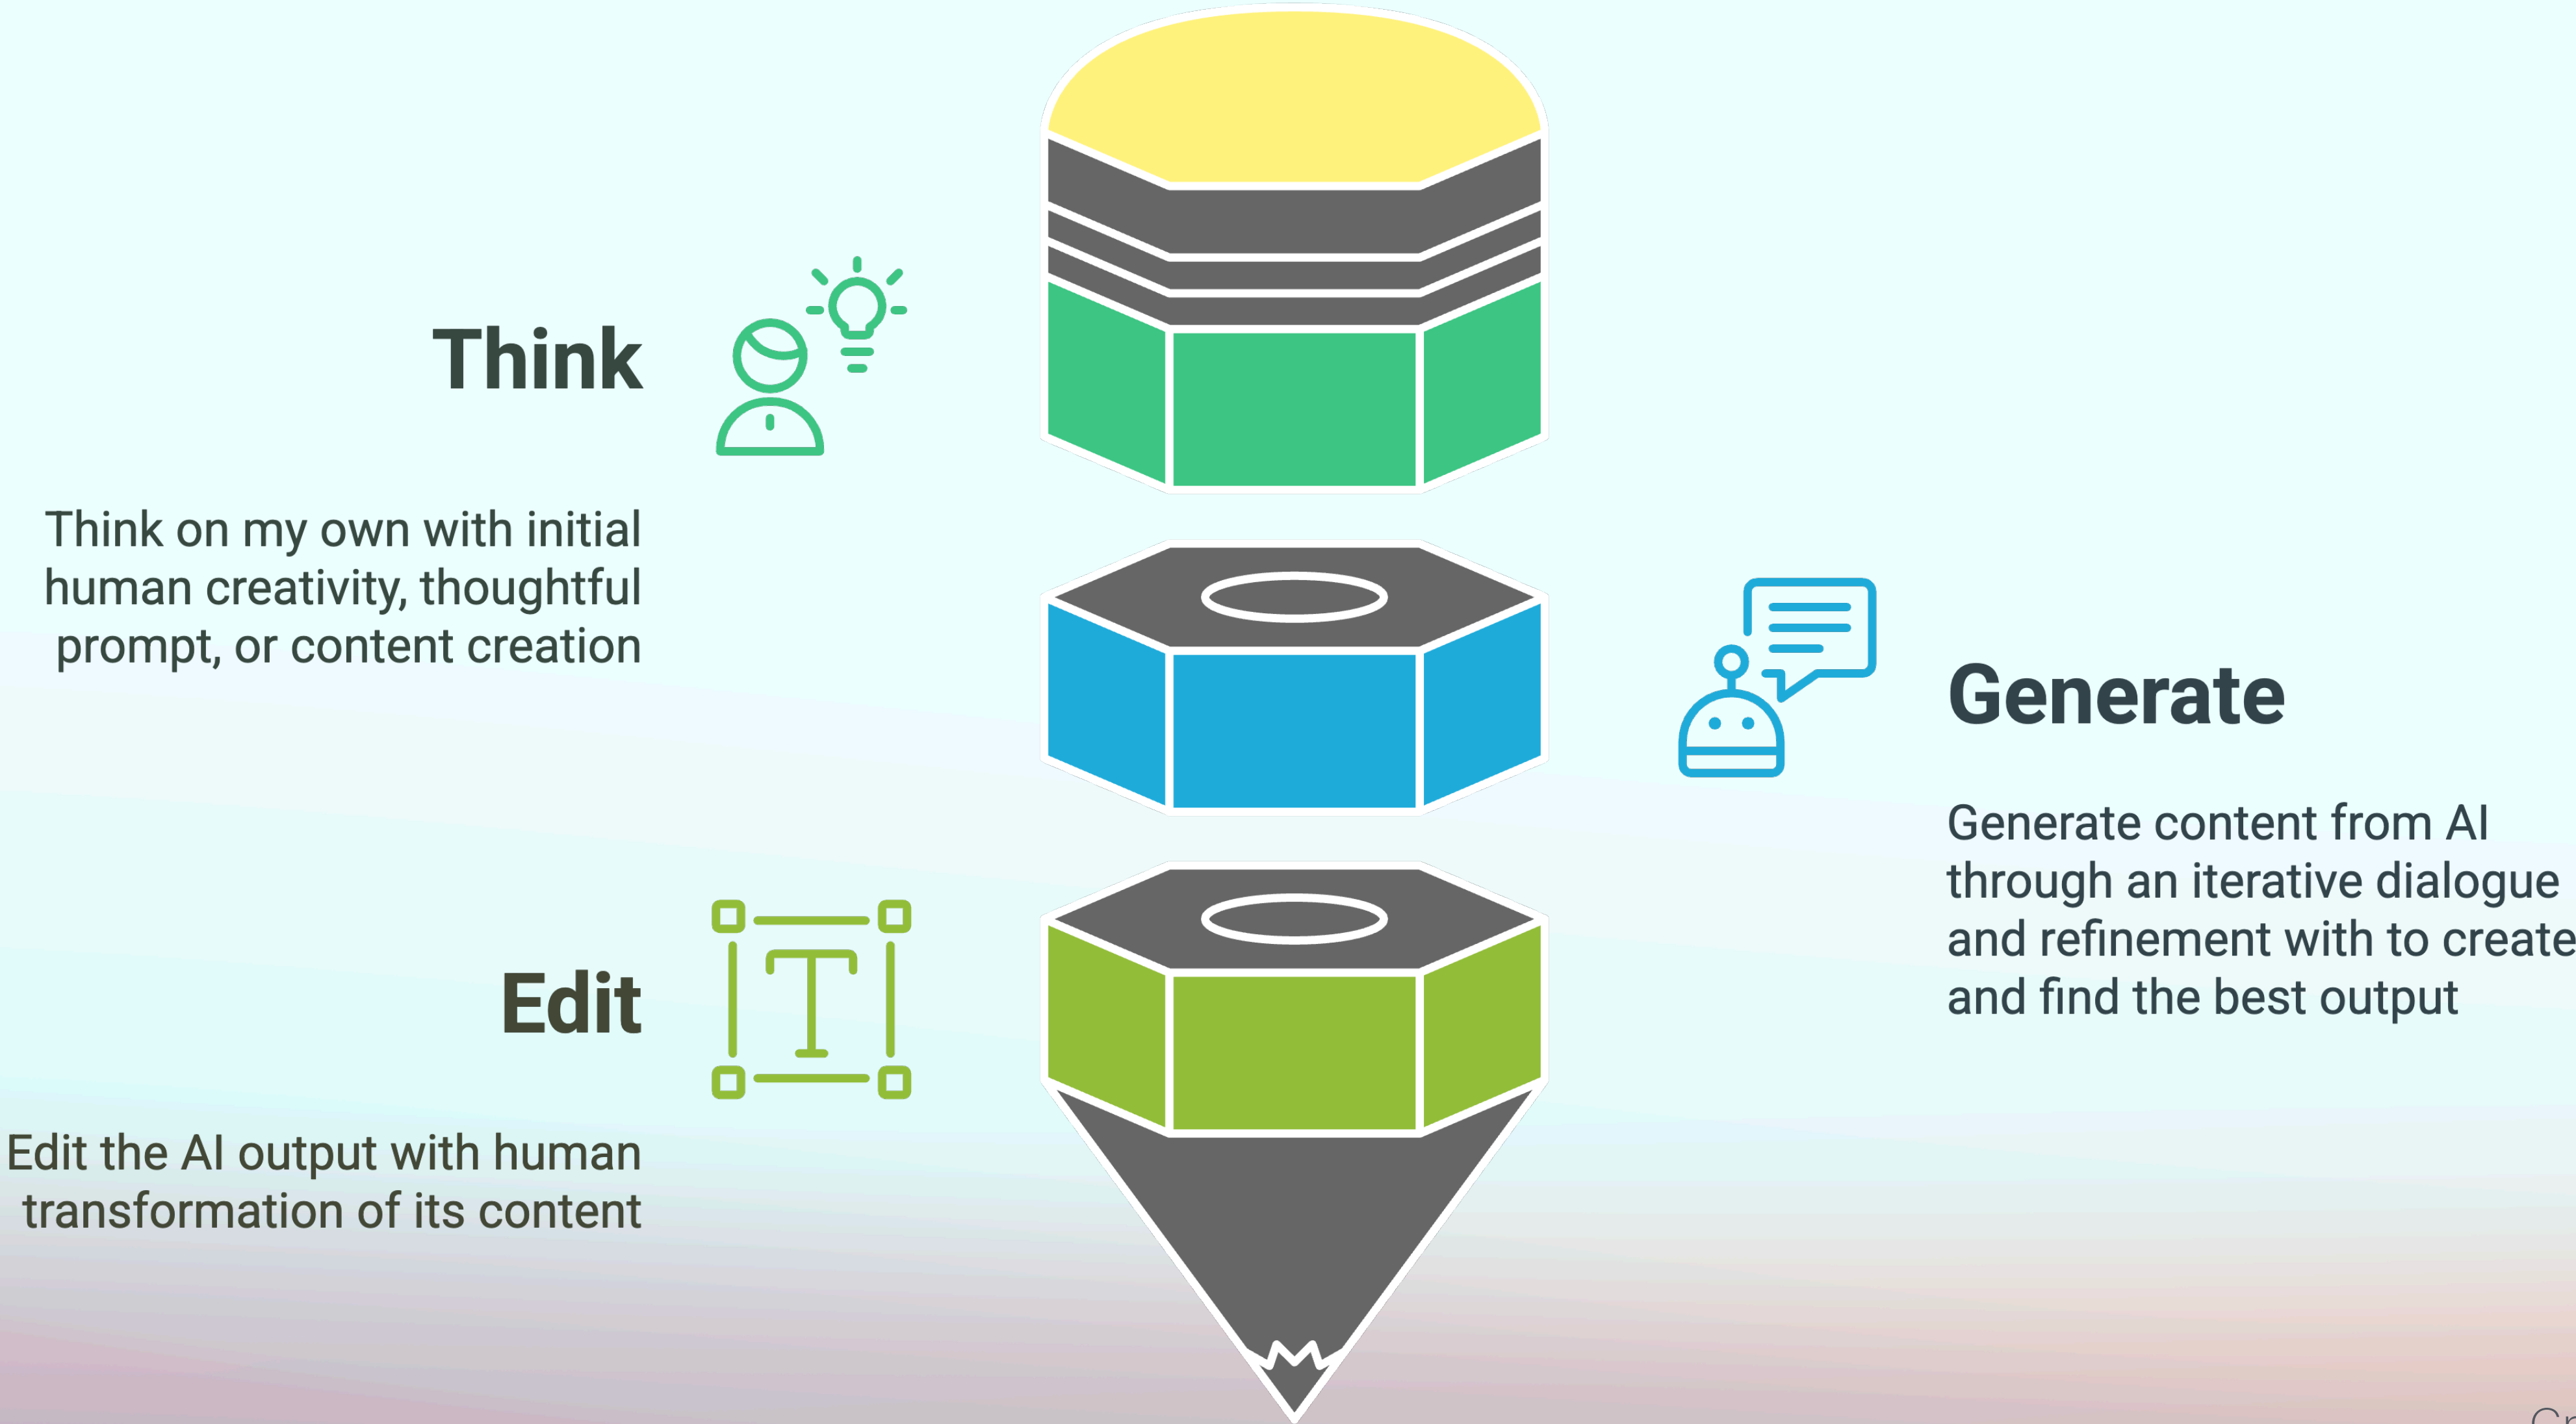 Think
Think on my own with initial
human creativity, thoughtful
prompt, or content creation
Generate
Generate content from AI
through an iterative dialogue
and refinement with to create
and find the best output
T
Edit
Edit the AI output with human
transformation of its content